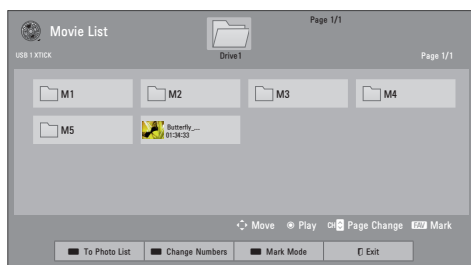 Movie List
Page 1/1
USB 1 XTICK
Drive1
Page 1/1
M1
M2
M3
M4
M5
Butterfly_...
01:34:33
Move
Play
CH
Page Change
FAV
Mark
To Photo List
Change Numbers
Mark Mode
Exit